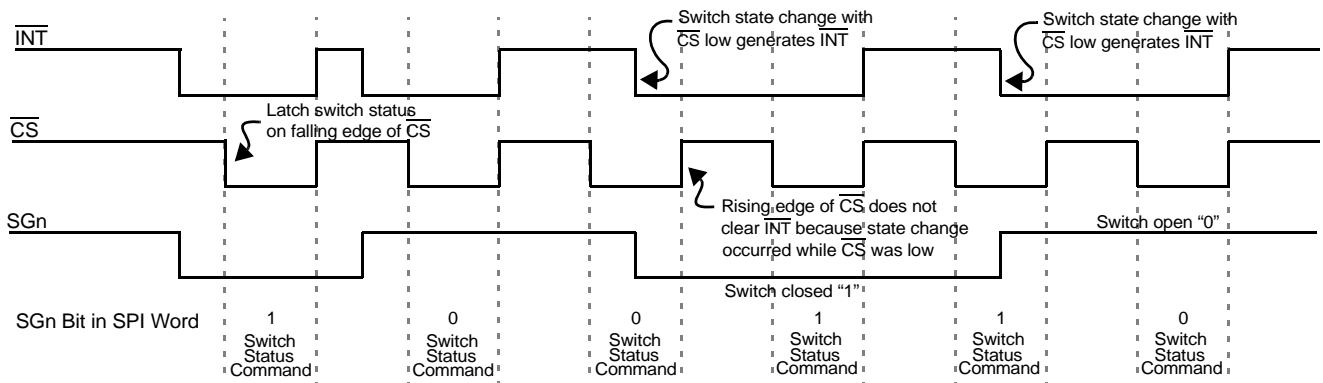 INT
Switch state change with
CS low generates INT
Switch state change with
CS low generates INT
Latch switch status
on falling edge of CS
CS
Rising edge of CS does not
clear INT because state change
occurred while CS was low
SGn
Switch open “0”
Switch closed “1”
SGn Bit in SPI Word
1
Switch
Status
Command
0
Switch
Status
Command
0
Switch
Status
Command
1
Switch
Status
Command
1
Switch
Status
Command
0
Switch
Status
Command